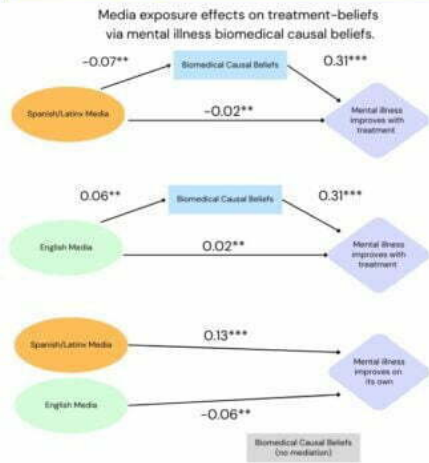 Media exposure effects on treatment-beliefs
via mental illness biomedical causal beliefs.
-0.07**
Biomedical Causal Beliefs
0.31***
Spanish/Latinx Media
-0.02**
Mental illness
improves with
treatment
0.06**
Biomedical Causal Beliefs
0.31***
English Media
0.02**
Mental illness
improves with
treatment
Spanish/Latinx Media
0.13***
Mental illness
improves on
its own
English Media
-0.06**
Biomedical Causal Beliefs
(no mediation)